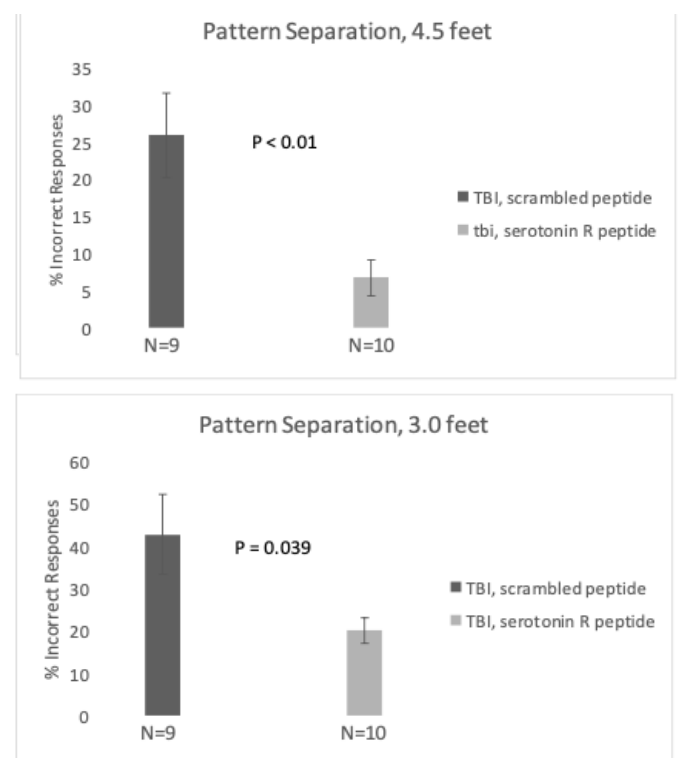 Pattern Separation, 4.5 feet
35
30
25
20
15
10
5
0
% Incorrect Responses
P < 0.01
TBI, scrambled peptide
tbi, serotonin R peptide
N=9 N=10
Pattern Separation, 3.0 feet
60
50
40
30
20
10
0
% Incorrect Responses
P = 0.039
TBI, scrambled peptide
TBI, serotonin R peptide
N=9 N=10